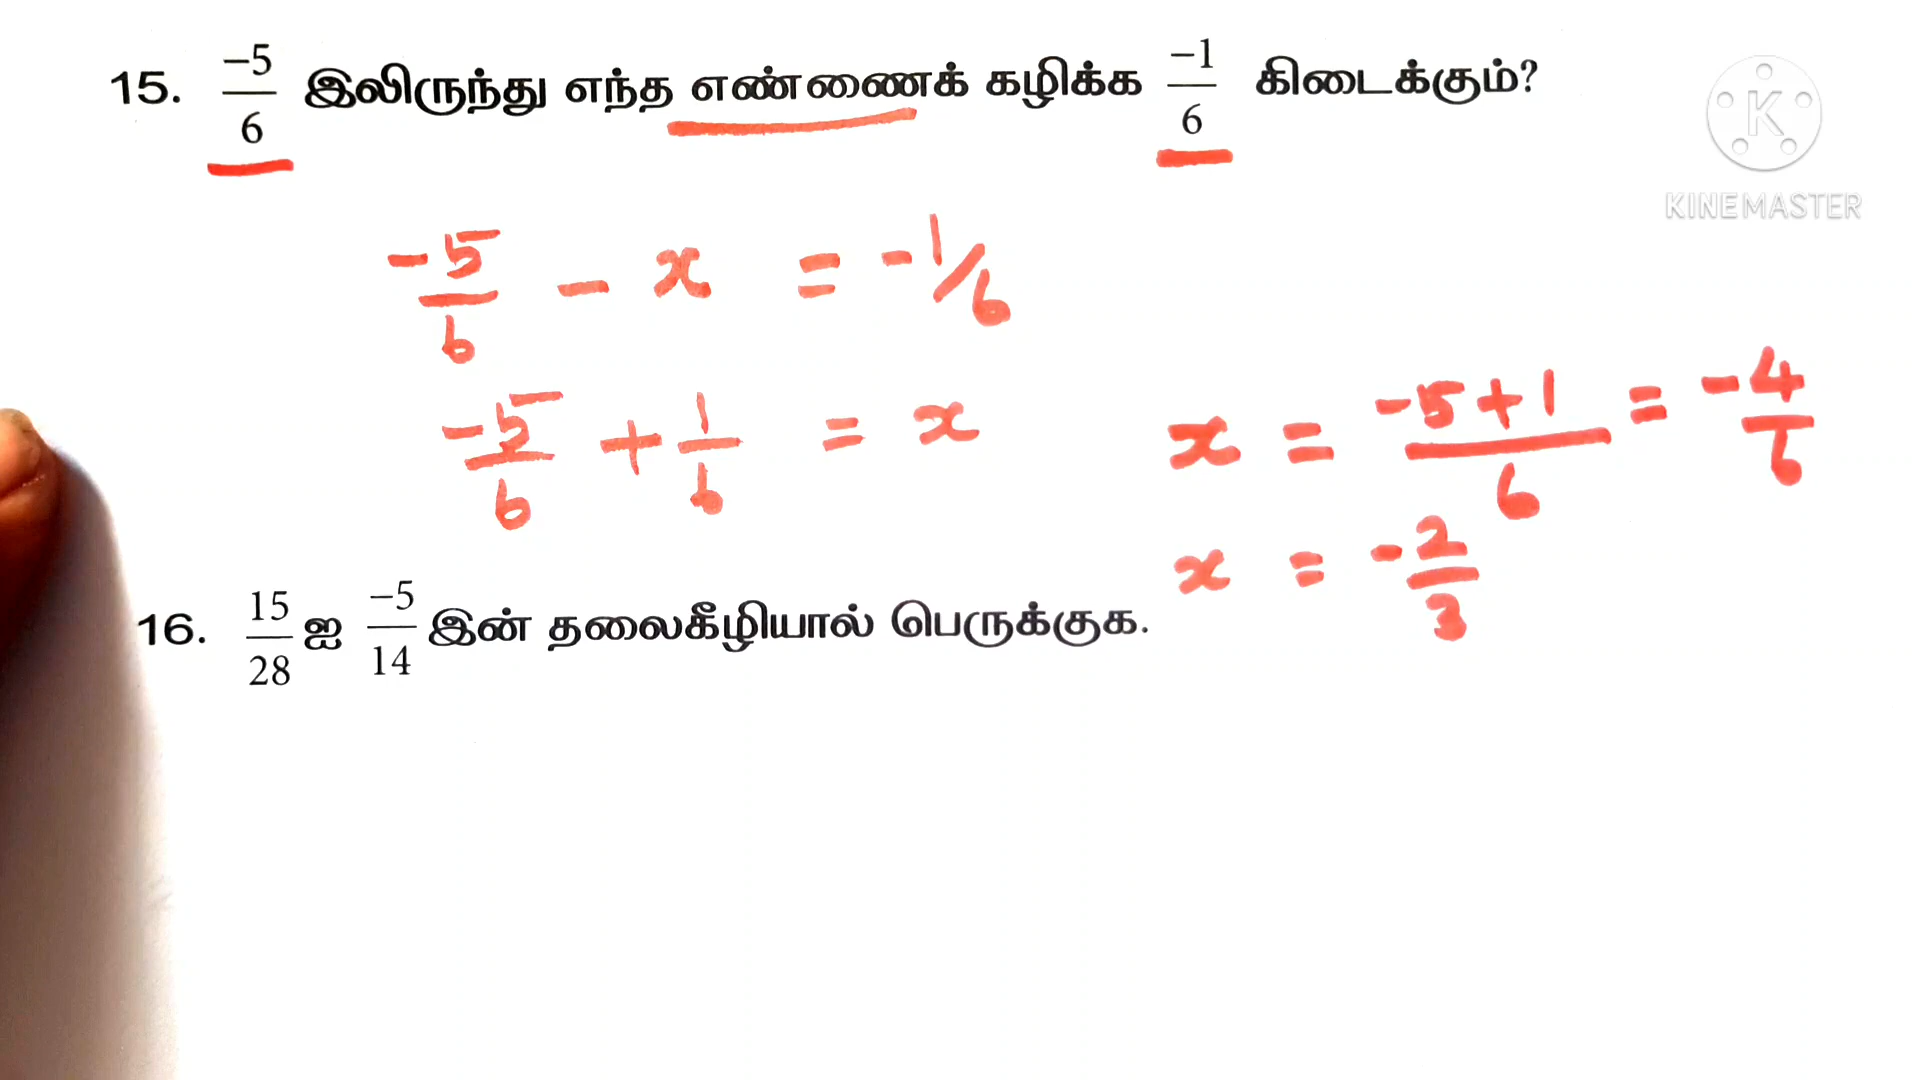 15. -5/6 இலிருந்து எந்த எண்ணைக் கழிக்க -1/6 கிடைக்கும்?
KINEMASTER
-5/6 - x = -1/6
-5/6 + 1/6 = x
x = -5+1/6 = -4/6
x = -2/3
16. 15/28 ஐ -5/14 இன் தலைகீழியால் பெருக்குக.